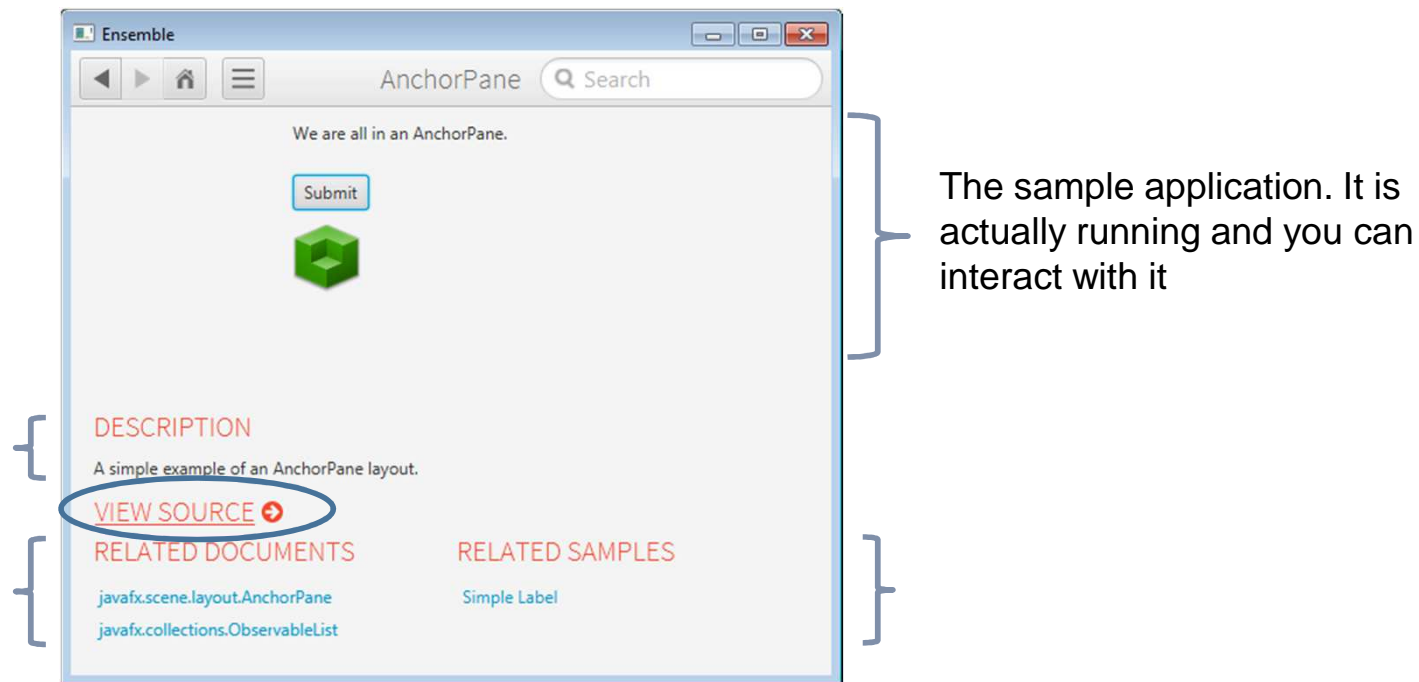 Ensemble
AnchorPane
Search
We are all in an AnchorPane.
Submit
The sample application. It is
actually running and you can
interact with it
DESCRIPTION
A simple example of an AnchorPane layout.
VIEW SOURCE
RELATED DOCUMENTS
javafx.scene.layout.AnchorPane
javafx.collections.ObservableList
RELATED SAMPLES
Simple Label